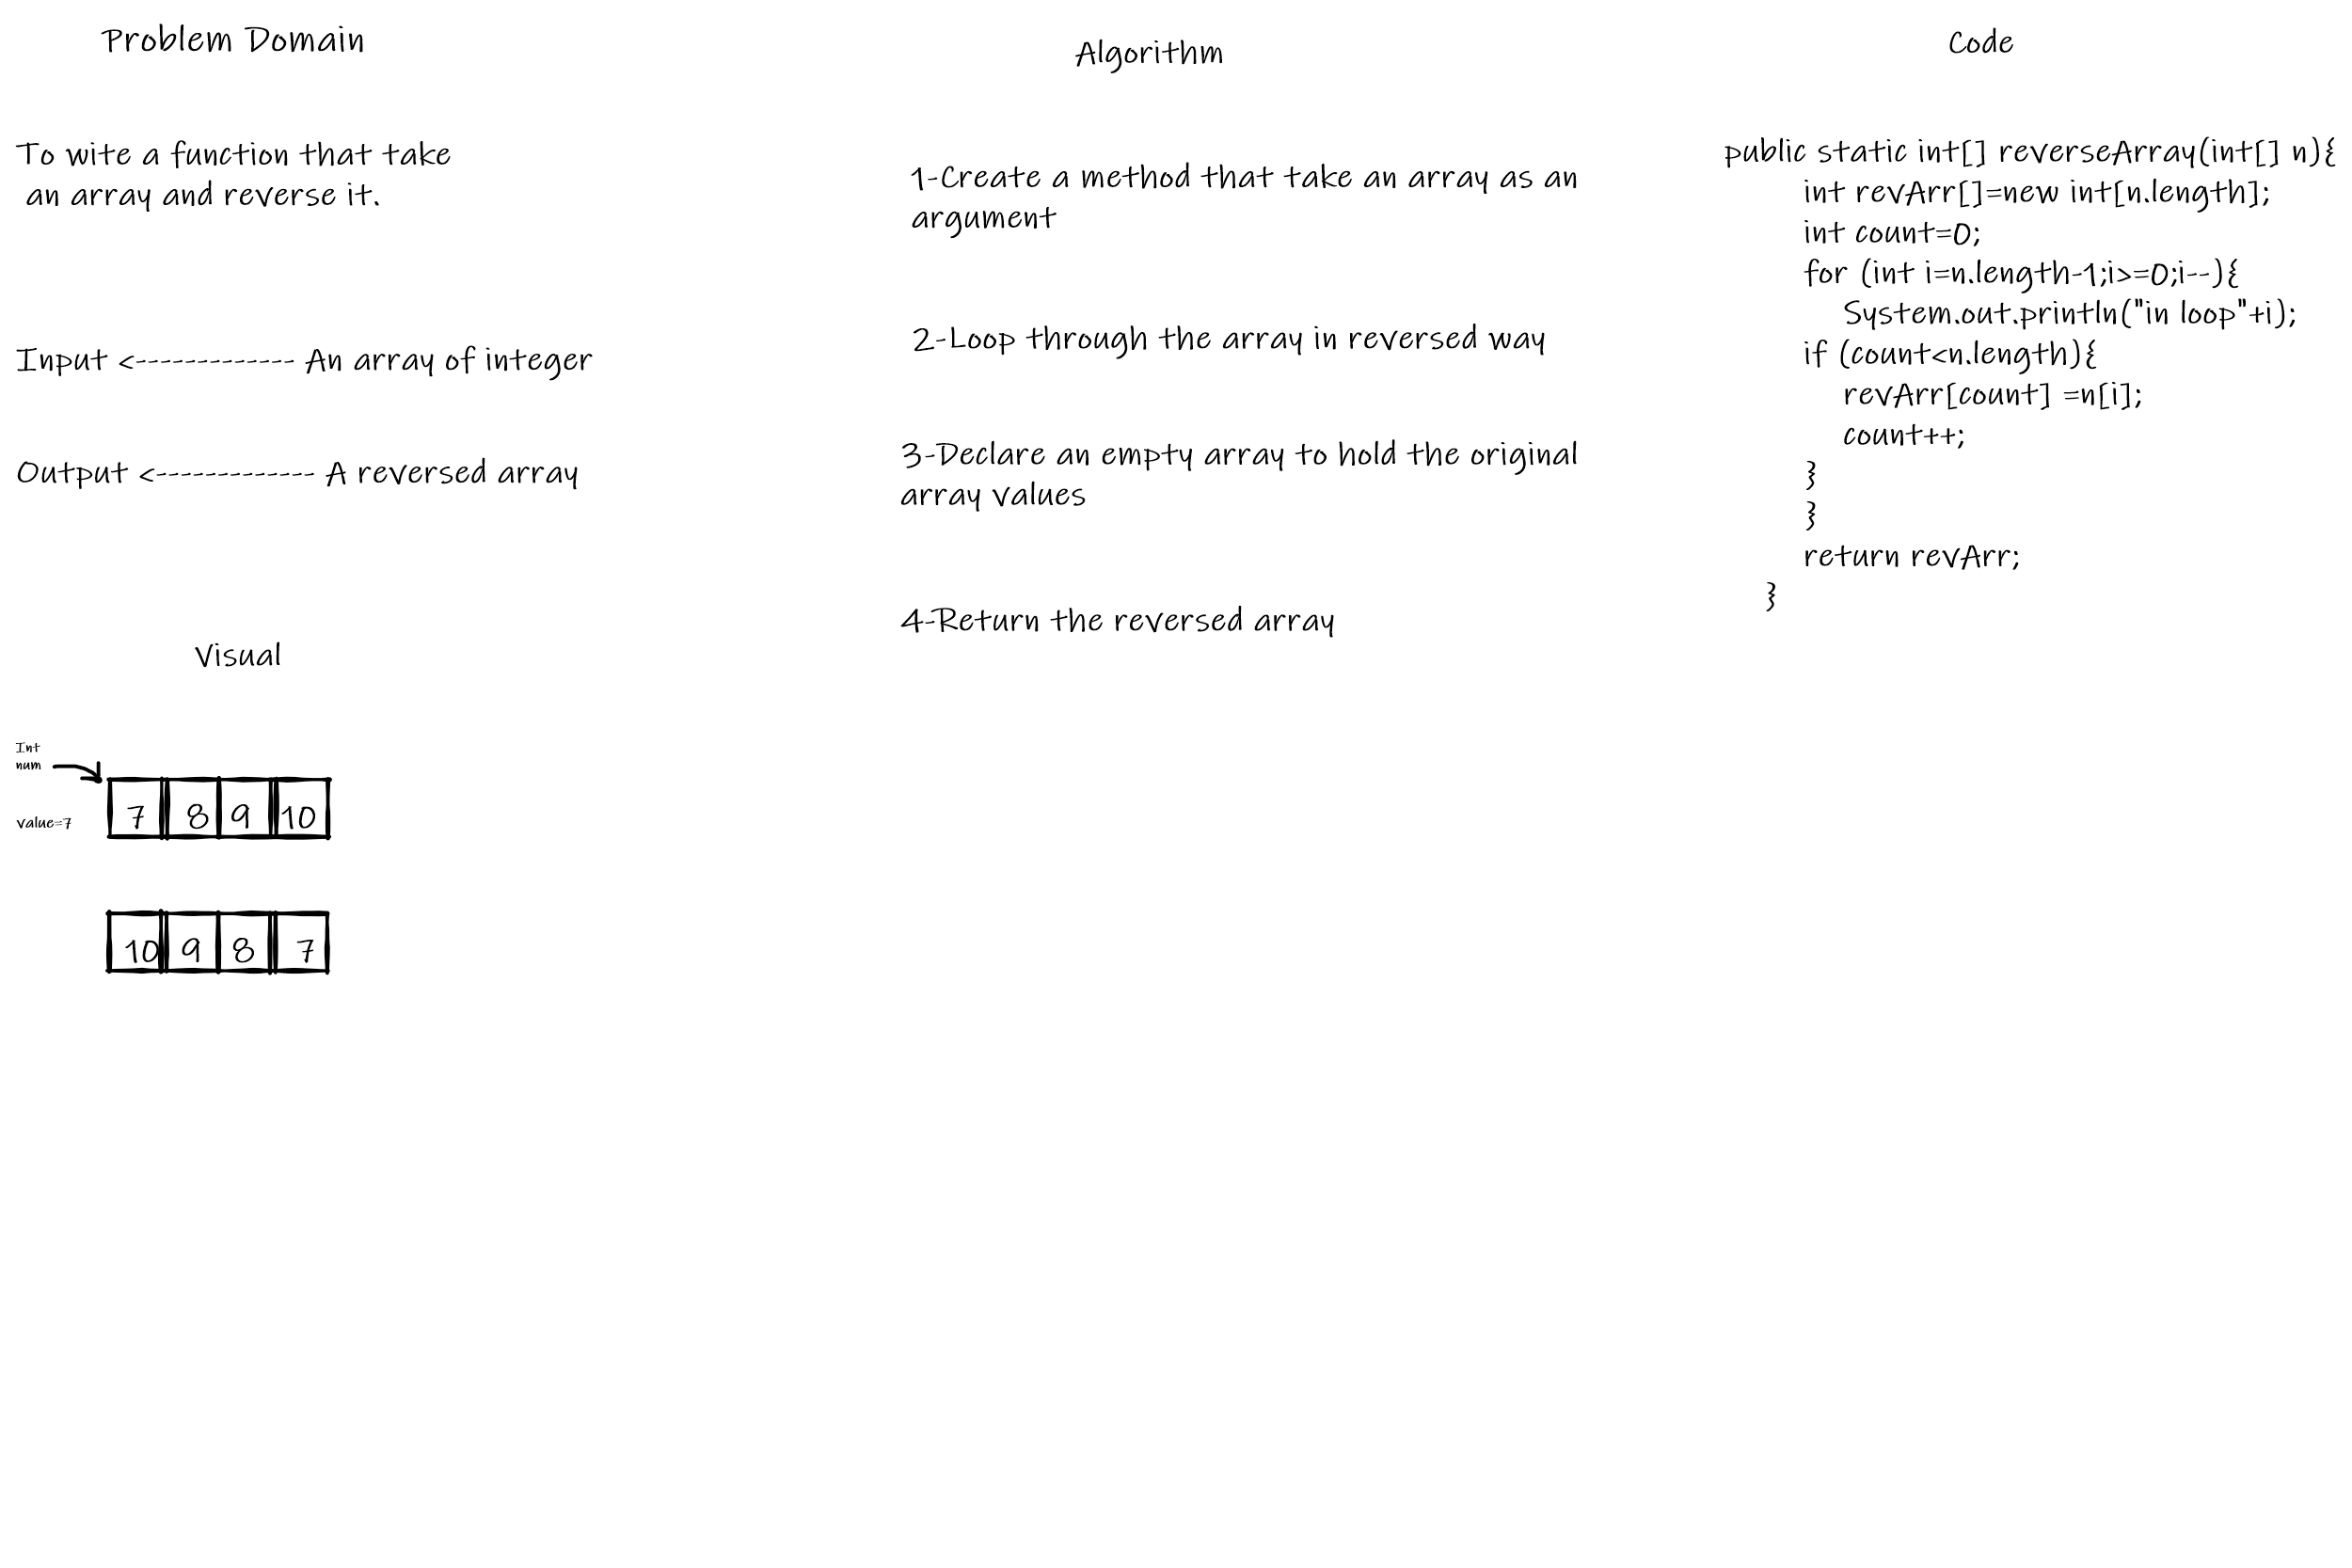 Problem Domain
To wite a function that take
an array and reverse it.
Input <------------- An array of integer
Output <------------- A reversed array
Visual
Int
num
value=7
7 8 9 10
10 9 8 7
Algorithm
1-Create a method that take an array as an
argument
2-Loop through the array in reversed way
3-Declare an empty array to hold the original
array values
4-Return the reversed array
Code
public static int[] reverseArray(int[] n){
int revArr[]=new int[n.length];
int count=0;
for (int i=n.length-1;i>=0;i--){
System.out.println("in loop"+i);
if (count<n.length){
revArr[count] =n[i];
count++;
}
}
return revArr;
}